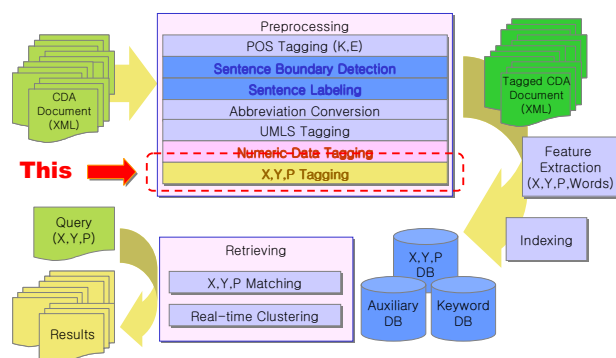 Preprocessing
POS Tagging (K,E)
Sentence Boundary Detection
Sentence Labeling
Abbreviation Conversion
UMLS Tagging
Numeric-Data Tagging
X,Y,P Tagging
CDA
Document
(XML)
Tagged CDA
Document
(XML)
This
Feature
Extraction
(X,Y,P,Words)
Indexing
Query
(X,Y,P)
Results
Retrieving
X,Y,P Matching
Real-time Clustering
X,Y,P
DB
Auxiliary
DB
Keyword
DB